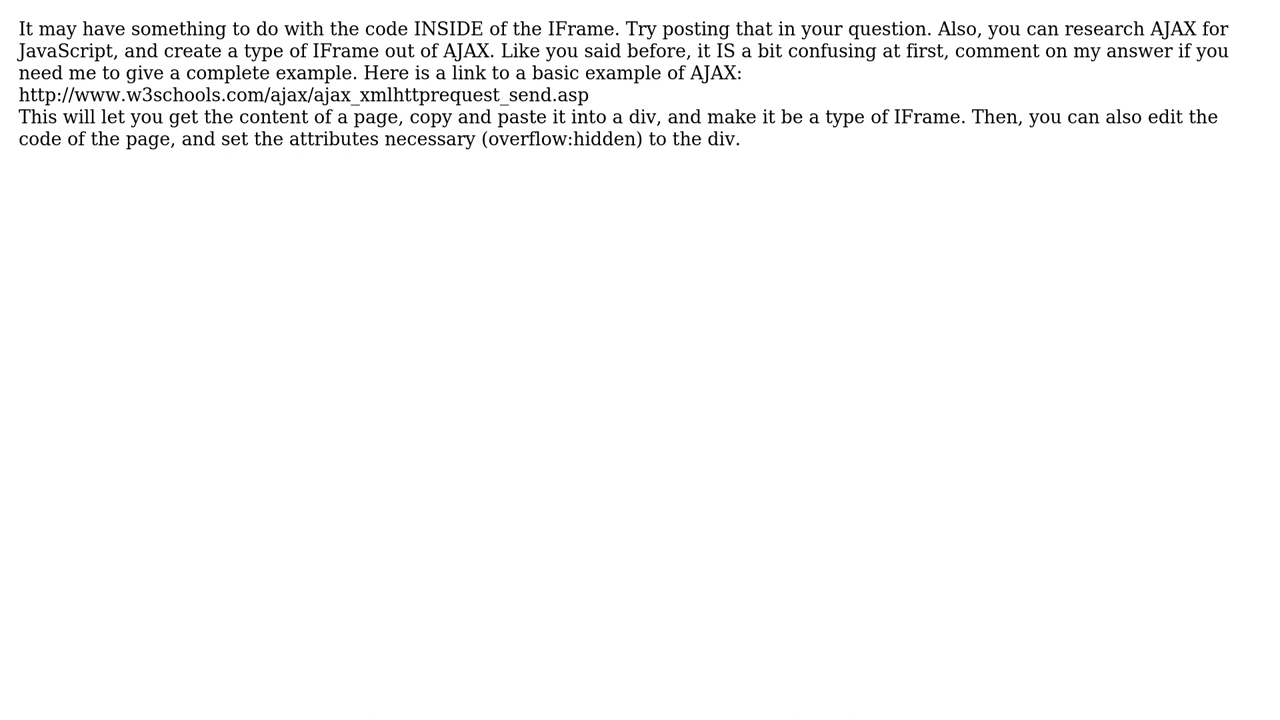 It may have something to do with the code INSIDE of the IFrame. Try posting that in your question. Also, you can research AJAX for
JavaScript, and create a type of IFrame out of AJAX. Like you said before, it IS a bit confusing at first, comment on my answer if you
need me to give a complete example. Here is a link to a basic example of AJAX:
http://www.w3schools.com/ajax/ajax_xmlhttprequest_send.asp
This will let you get the content of a page, copy and paste it into a div, and make it be a type of IFrame. Then, you can also edit the
code of the page, and set the attributes necessary (overflow:hidden) to the div.